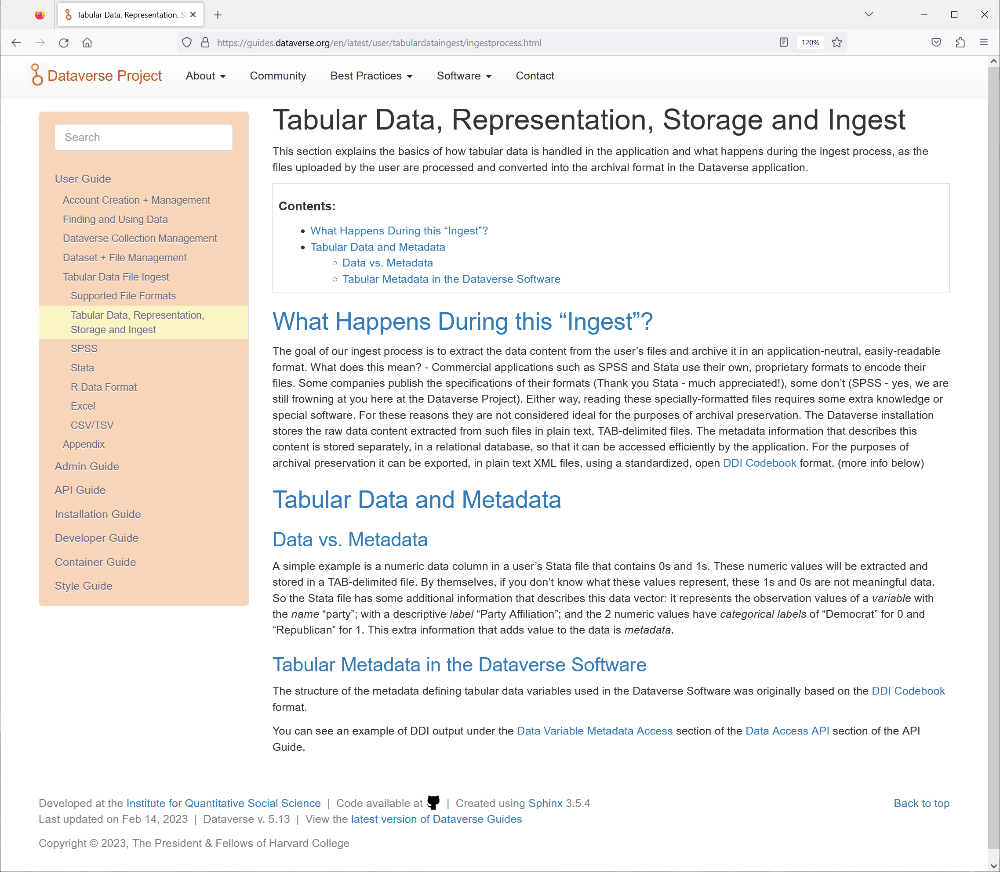 Tabular Data, Representation, St
https://guides.dataverse.org/en/latest/user/tabulardataingest/ingestprocess.html
120%
Dataverse Project
About
Community
Best Practices
Software
Contact
Search
User Guide
Account Creation + Management
Finding and Using Data
Dataverse Collection Management
Dataset + File Management
Tabular Data File Ingest
Supported File Formats
Tabular Data, Representation,
Storage and Ingest
SPSS
Stata
R Data Format
Excel
CSV/TSV
Appendix
Admin Guide
API Guide
Installation Guide
Developer Guide
Container Guide
Style Guide
Tabular Data, Representation, Storage and Ingest
This section explains the basics of how tabular data is handled in the application and what happens during the ingest process, as the
files uploaded by the user are processed and converted into the archival format in the Dataverse application.
Contents:
• What Happens During this “Ingest”?
• Tabular Data and Metadata
◦ Data vs. Metadata
◦ Tabular Metadata in the Dataverse Software
What Happens During this “Ingest”?
The goal of our ingest process is to extract the data content from the user’s files and archive it in an application-neutral, easily-readable
format. What does this mean? - Commercial applications such as SPSS and Stata use their own, proprietary formats to encode their
files. Some companies publish the specifications of their formats (Thank you Stata - much appreciated!), some don’t (SPSS - yes, we are
still frowning at you here at the Dataverse Project). Either way, reading these specially-formatted files requires some extra knowledge or
special software. For these reasons they are not considered ideal for the purposes of archival preservation. The Dataverse installation
stores the raw data content extracted from such files in plain text, TAB-delimited files. The metadata information that describes this
content is stored separately, in a relational database, so that it can be accessed efficiently by the application. For the purposes of
archival preservation it can be exported, in plain text XML files, using a standardized, open DDI Codebook format. (more info below)
Tabular Data and Metadata
Data vs. Metadata
A simple example is a numeric data column in a user’s Stata file that contains 0s and 1s. These numeric values will be extracted and
stored in a TAB-delimited file. By themselves, if you don’t know what these values represent, these 1s and 0s are not meaningful data.
So the Stata file has some additional information that describes this data vector: it represents the observation values of a variable with
the name “party”; with a descriptive label “Party Affiliation”; and the 2 numeric values have categorical labels of “Democrat” for 0 and
“Republican” for 1. This extra information that adds value to the data is metadata.
Tabular Metadata in the Dataverse Software
The structure of the metadata defining tabular data variables used in the Dataverse Software was originally based on the DDI Codebook
format.
You can see an example of DDI output under the Data Variable Metadata Access section of the Data Access API section of the API
Guide.
Developed at the Institute for Quantitative Social Science | Code available at | Created using Sphinx 3.5.4
Back to top
Last updated on Feb 14, 2023 | Dataverse v. 5.13 | View the latest version of Dataverse Guides
Copyright © 2023, The President & Fellows of Harvard College